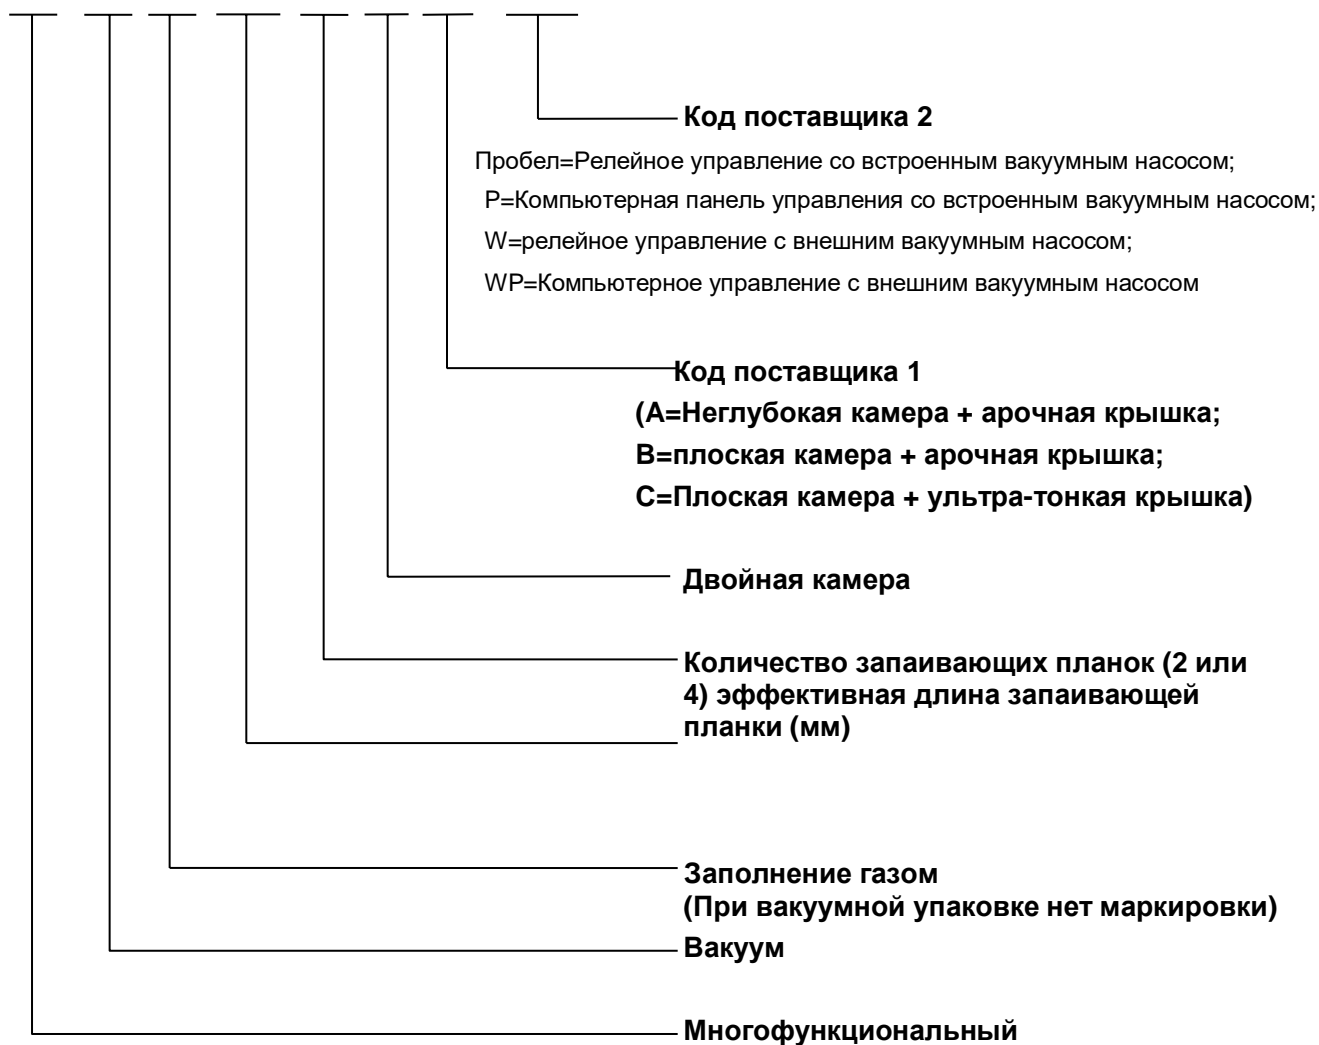 Код поставщика 2
Пробел=Релейное управление со встроенным вакуумным насосом;
P=Компьютерная панель управления со встроенным вакуумным насосом;
W=релейное управление с внешним вакуумным насосом;
WP=Компьютерное управление с внешним вакуумным насосом
Код поставщика 1
(A=Неглубокая камера + арочная крышка;
B=плоская камера + арочная крышка;
C=Плоская камера + ультра-тонкая крышка)
Двойная камера
Количество запаивающих планок (2 или
4) эффективная длина запаивающей
планки (мм)
Заполнение газом
(При вакуумной упаковке нет маркировки)
Вакуум
Многофункциональный